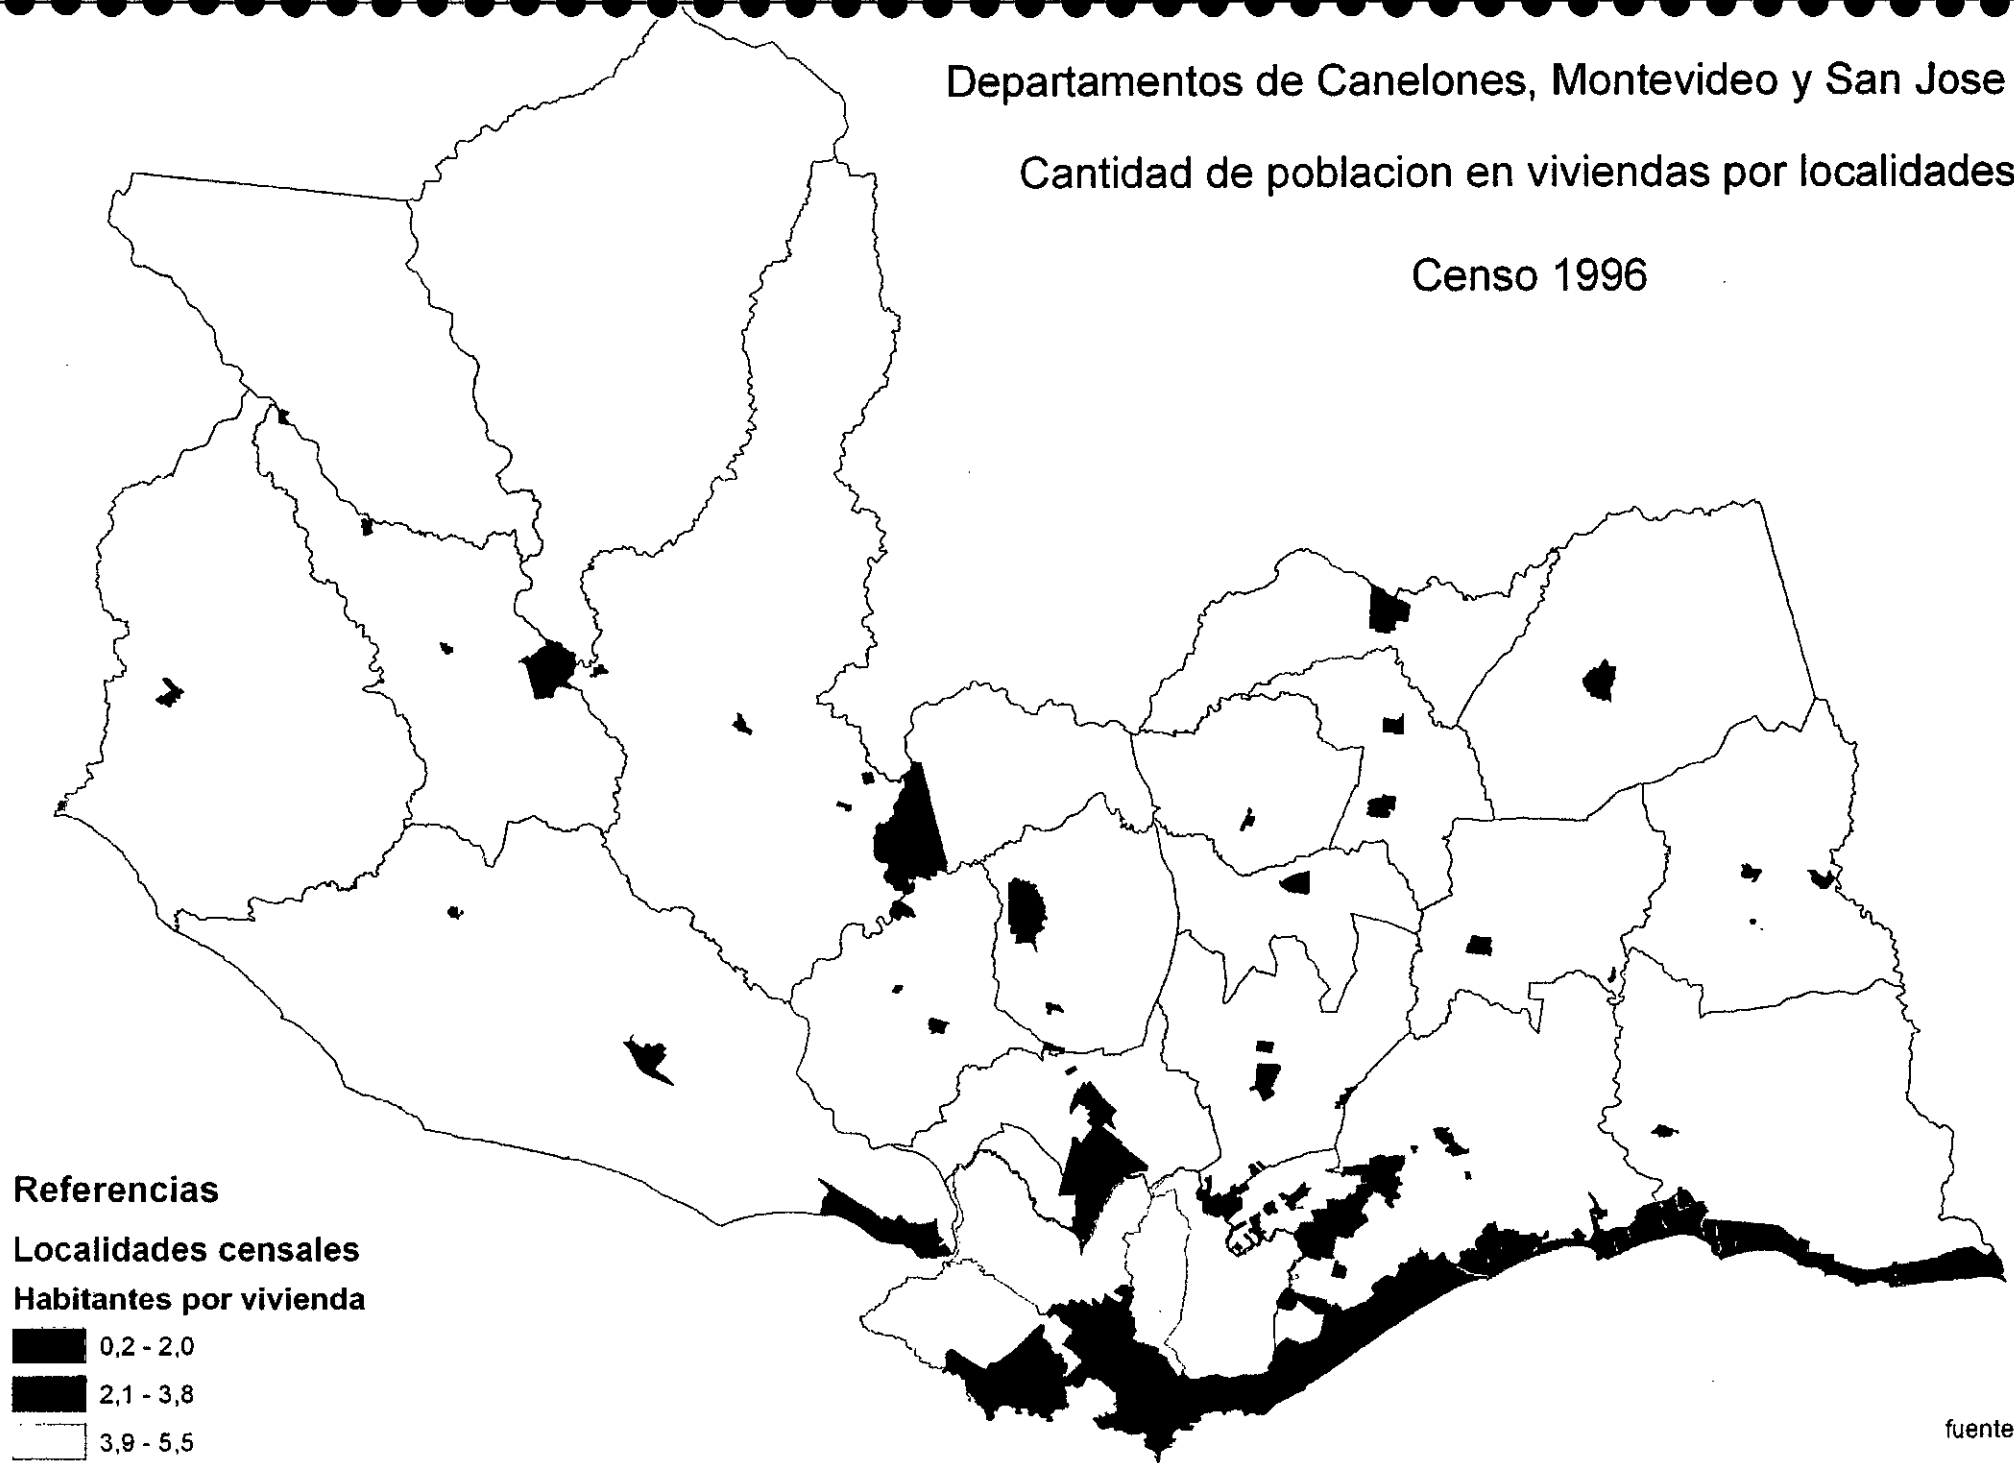 Departamentos de Canelones, Montevideo y San Jose
Cantidad de poblacion en viviendas por localidades
Censo 1996
Referencias
Localidades censales
Habitantes por vivienda
0,2 - 2,0
2,1 - 3,8
3,9 - 5,5
fuente